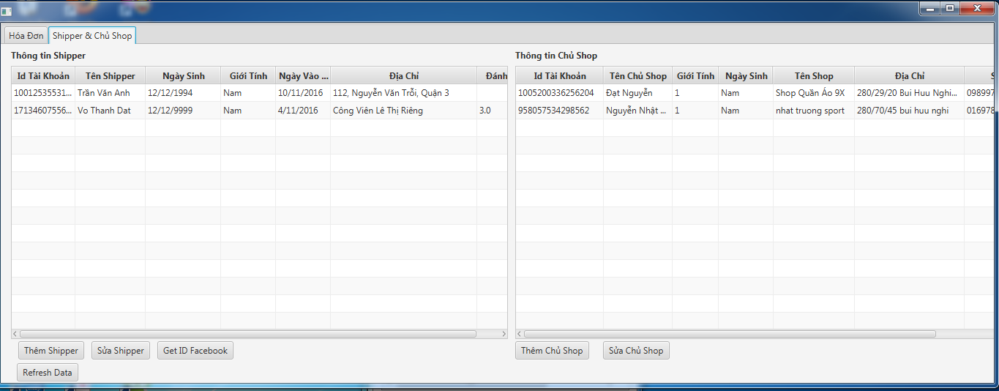 Hóa Đơn Shipper & Chủ Shop
Thông tin Shipper
Id Tài Khoản Tên Shipper Ngày Sinh Giới Tính Ngày Vào ... Địa Chỉ Đánh
10012535531... Trần Văn Anh 12/12/1994 Nam 10/11/2016 112, Nguyễn Văn Trỗi, Quận 3
17134607556... Vo Thanh Dat 12/12/9999 Nam 4/11/2016 Công Viên Lê Thị Riêng 3.0
Thêm Shipper Sửa Shipper Get ID Facebook
Refresh Data
Thông tin Chủ Shop
Id Tài Khoản Tên Chủ Shop Giới Tính Ngày Sinh Tên Shop Địa Chỉ S
1005200336256204 Đạt Nguyễn 1 Nam Shop Quần Áo 9X 280/29/20 Bui Huu Nghi... 098997
958057534298562 Nguyễn Nhật ... 1 Nam nhat truong sport 280/70/45 bui huu nghi 016978
Thêm Chủ Shop Sửa Chủ Shop